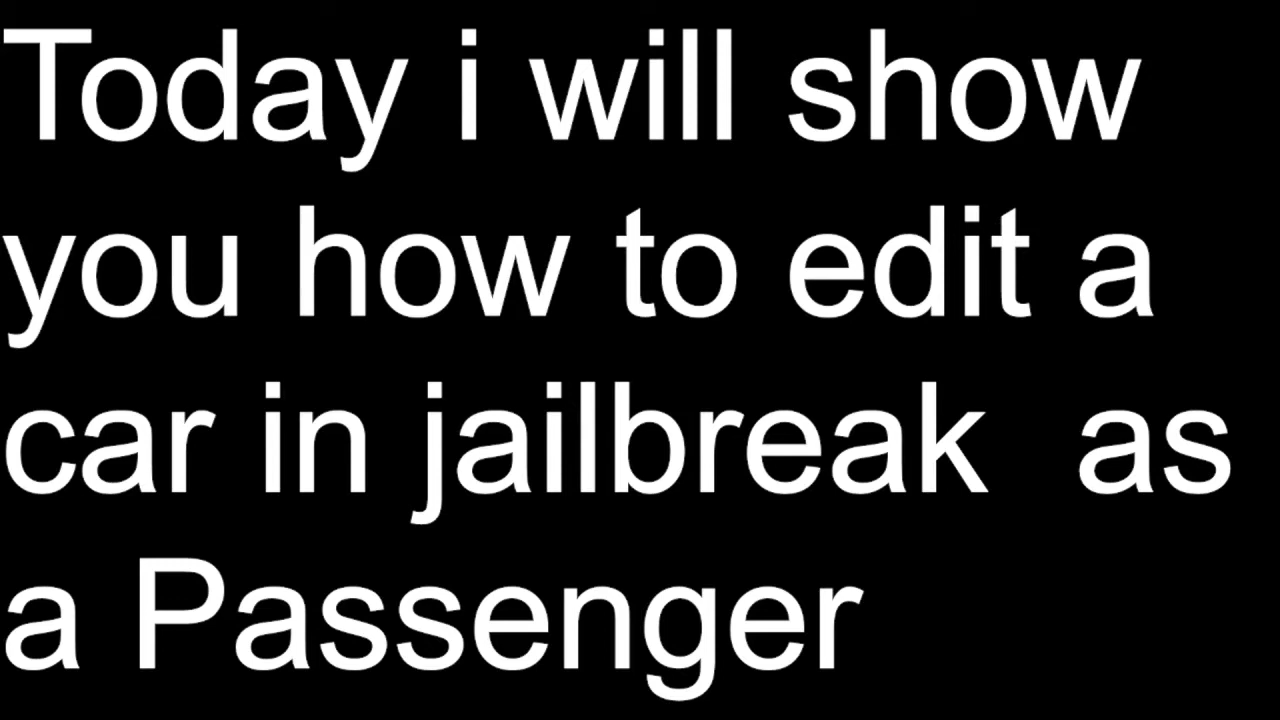 Today i will show
you how to edit a
car in jailbreak  as
a Passenger